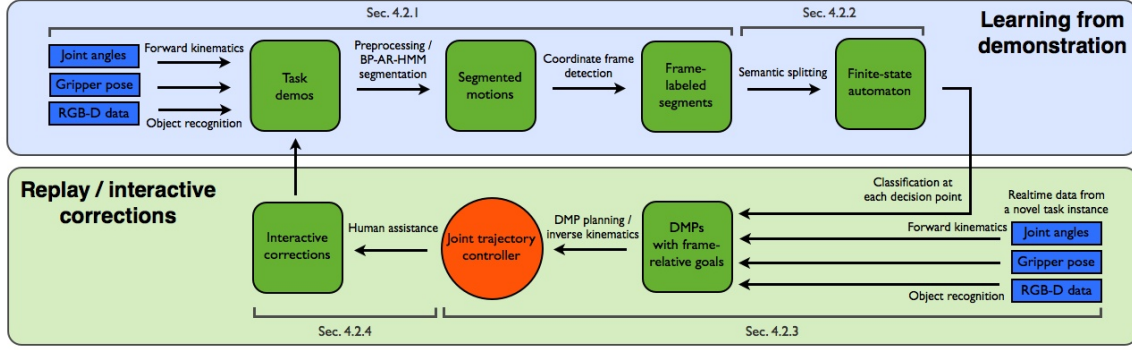 Sec. 4.2.1
Sec. 4.2.2
Learning from
demonstration
Joint angles
Gripper pose
RGB-D data
Forward kinematics
Object recognition
Task
demos
Preprocessing /
BP-AR-HMM
segmentation
Segmented
motions
Coordinate frame
detection
Frame-
labeled
segments
Semantic splitting
Finite-state
automaton
Replay / interactive
corrections
Classification at
each decision point
Realtime data from
a novel task instance
Interactive
corrections
Human assistance
Joint trajectory
controller
DMP planning /
inverse kinematics
DMPs
with frame-
relative goals
Forward kinematics
Object recognition
Joint angles
Gripper pose
RGB-D data
Sec. 4.2.4
Sec. 4.2.3